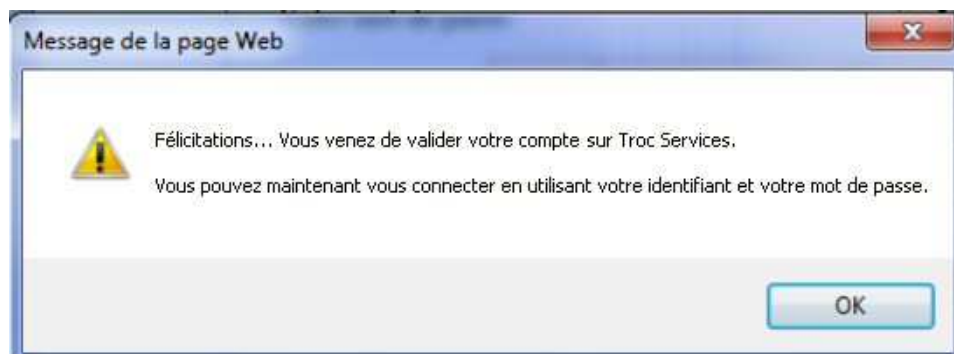 Message de la page Web
Félicitations... Vous venez de valider votre compte sur Troc Services.
Vous pouvez maintenant vous connecter en utilisant votre identifiant et votre mot de passe.
OK